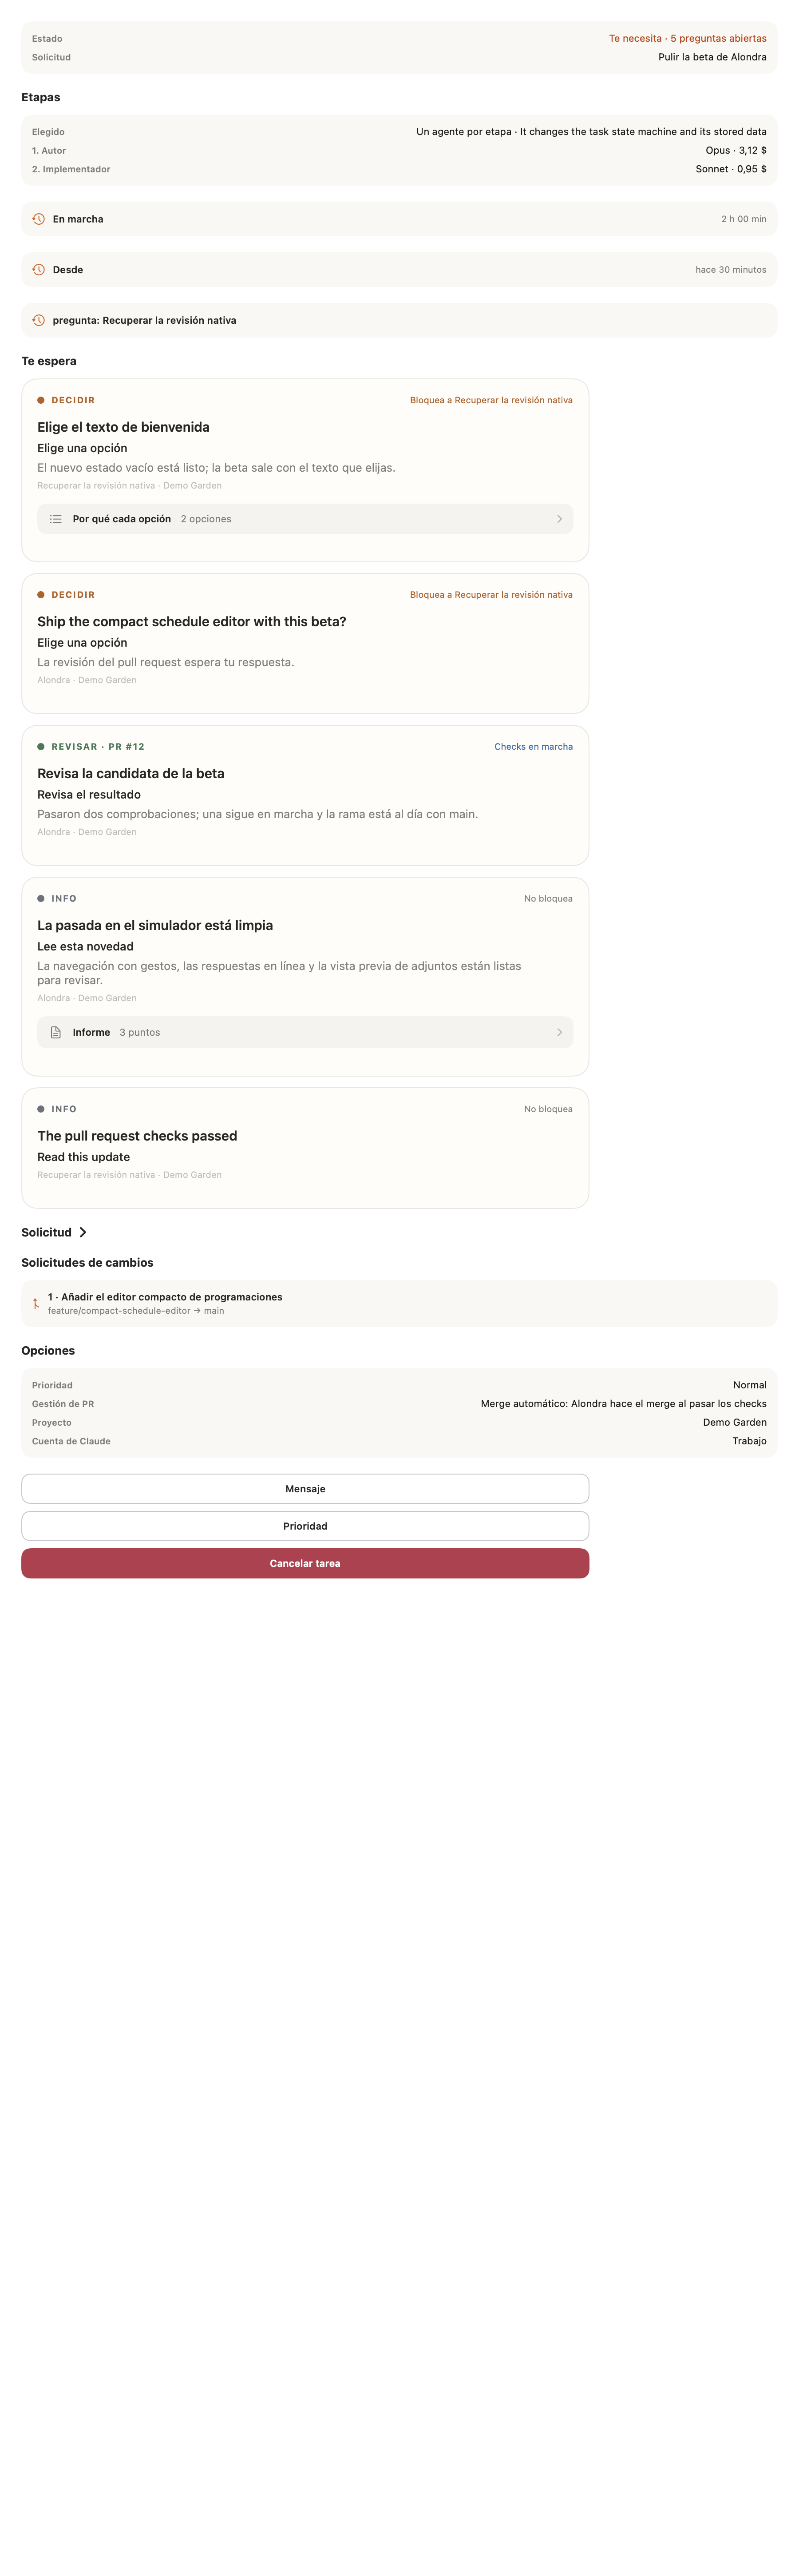 Estado
Te necesita · 5 preguntas abiertas
Solicitud
Pulir la beta de Alondra
Etapas
Elegido
Un agente por etapa · It changes the task state machine and its stored data
1. Autor
Opus · 3,12 $
2. Implementador
Sonnet · 0,95 $
En marcha
2 h 00 min
Desde
hace 30 minutos
pregunta: Recuperar la revisión nativa
Te espera
DECIDIR
Bloquea a Recuperar la revisión nativa
Elige el texto de bienvenida
Elige una opción
El nuevo estado vacío está listo; la beta sale con el texto que elijas.
Recuperar la revisión nativa · Demo Garden
Por qué cada opción 2 opciones
DECIDIR
Bloquea a Recuperar la revisión nativa
Ship the compact schedule editor with this beta?
Elige una opción
La revisión del pull request espera tu respuesta.
Alondra · Demo Garden
REVISAR · PR #12
Checks en marcha
Revisa la candidata de la beta
Revisa el resultado
Pasaron dos comprobaciones; una sigue en marcha y la rama está al día con main.
Alondra · Demo Garden
INFO
No bloquea
La pasada en el simulador está limpia
Lee esta novedad
La navegación con gestos, las respuestas en línea y la vista previa de adjuntos están listas
para revisar.
Alondra · Demo Garden
Informe 3 puntos
INFO
No bloquea
The pull request checks passed
Read this update
Recuperar la revisión nativa · Demo Garden
Solicitud
Solicitudes de cambios
1 · Añadir el editor compacto de programaciones
feature/compact-schedule-editor → main
Opciones
Prioridad
Normal
Gestión de PR
Merge automático: Alondra hace el merge al pasar los checks
Proyecto
Demo Garden
Cuenta de Claude
Trabajo
Mensaje
Prioridad
Cancelar tarea